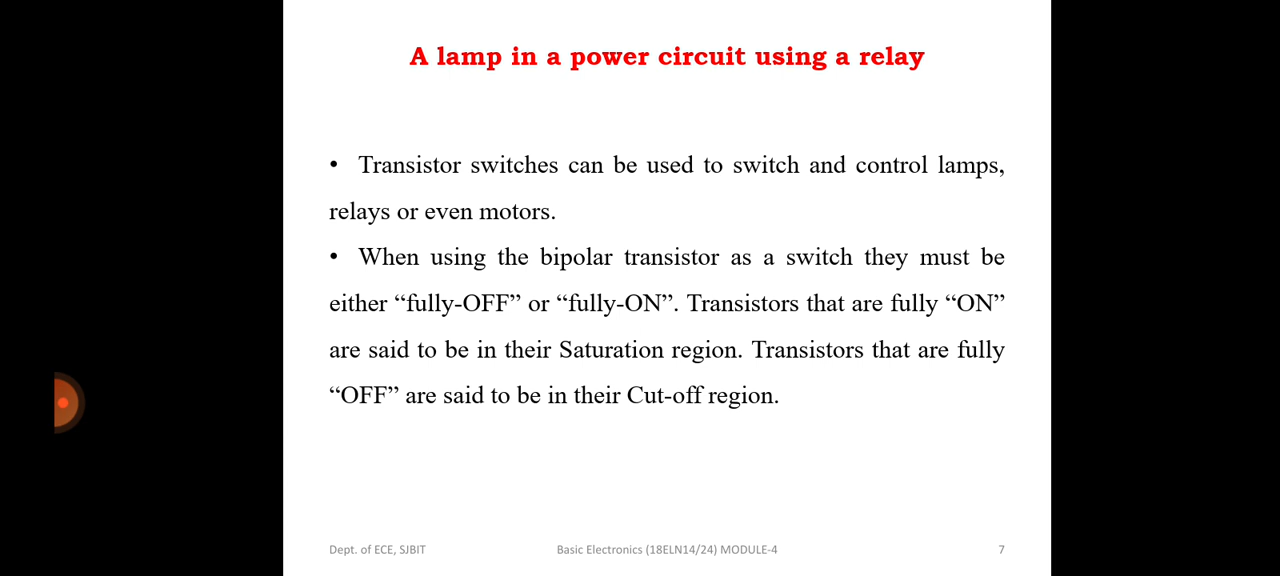 A lamp in a power circuit using a relay
• Transistor switches can be used to switch and control lamps,
relays or even motors.
• When using the bipolar transistor as a switch they must be
either “fully-OFF” or “fully-ON”. Transistors that are fully “ON”
are said to be in their Saturation region. Transistors that are fully
“OFF” are said to be in their Cut-off region.
Dept. of ECE, SJBIT Basic Electronics (18ELN14/24) MODULE-4 7